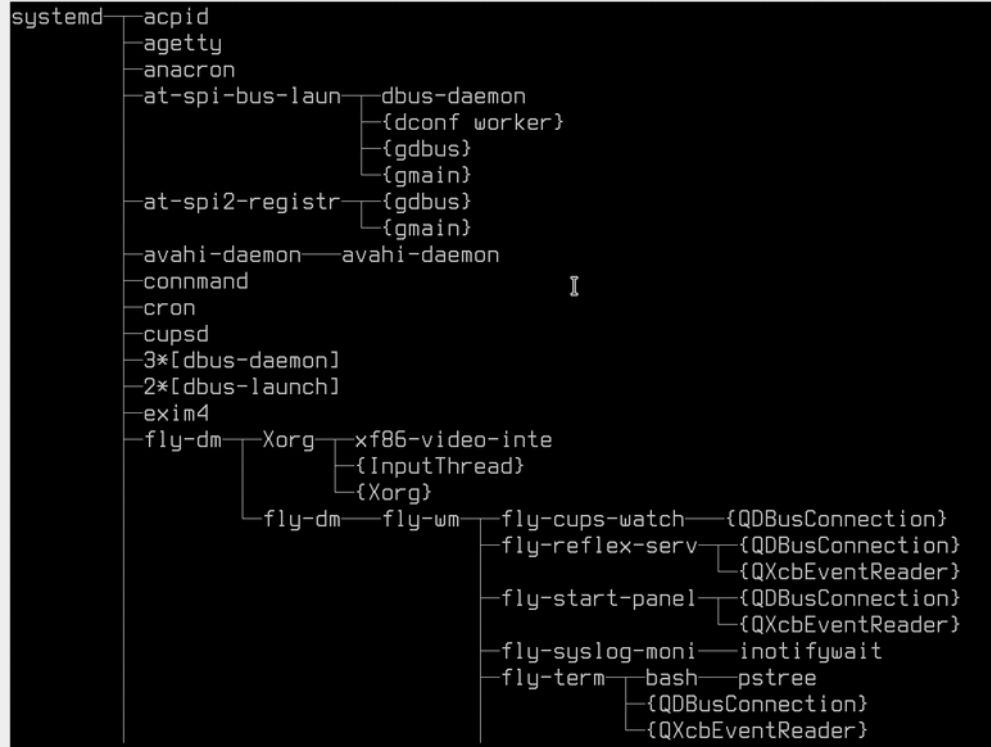 systemd─┬─acpid
        ├─agetty
        ├─anacron
        ├─at-spi-bus-laun─┬─dbus-daemon
        │                 ├─{dconf worker}
        │                 ├─{gdbus}
        │                 └─{gmain}
        ├─at-spi2-registr─┬─{gdbus}
        │                 └─{gmain}
        ├─avahi-daemon───avahi-daemon
        ├─connmand
        ├─cron
        ├─cupsd
        ├─3*[dbus-daemon]
        ├─2*[dbus-launch]
        ├─exim4
        ├─fly-dm─┬─Xorg─┬─xf86-video-inte
        │        │      ├─{InputThread}
        │        │      └─{Xorg}
        │        └─fly-dm───fly-wm─┬─fly-cups-watch───{QDBusConnection}
        │                          ├─fly-reflex-serv─┬─{QDBusConnection}
        │                          │                 └─{QXcbEventReader}
        │                          ├─fly-start-panel─┬─{QDBusConnection}
        │                          │                 └─{QXcbEventReader}
        │                          ├─fly-syslog-moni───inotifywait
        │                          ├─fly-term─┬─bash───pstree
        │                          │          ├─{QDBusConnection}
        │                          │          └─{QXcbEventReader}